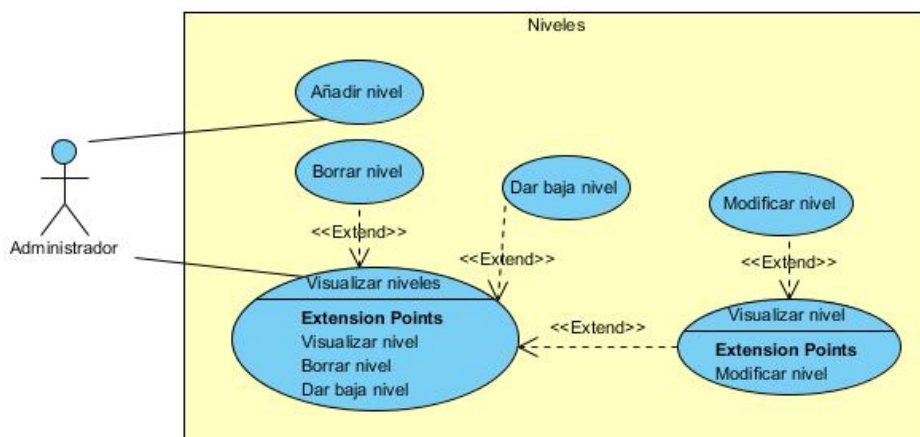 Niveles
Añadir nivel
Borrar nivel
Dar baja nivel
Modificar nivel
Administrador
<<Extend>>
<<Extend>>
<<Extend>>
Visualizar niveles
Extension Points
Visualizar nivel
Borrar nivel
Dar baja nivel
<<Extend>>
Visualizar nivel
Extension Points
Modificar nivel